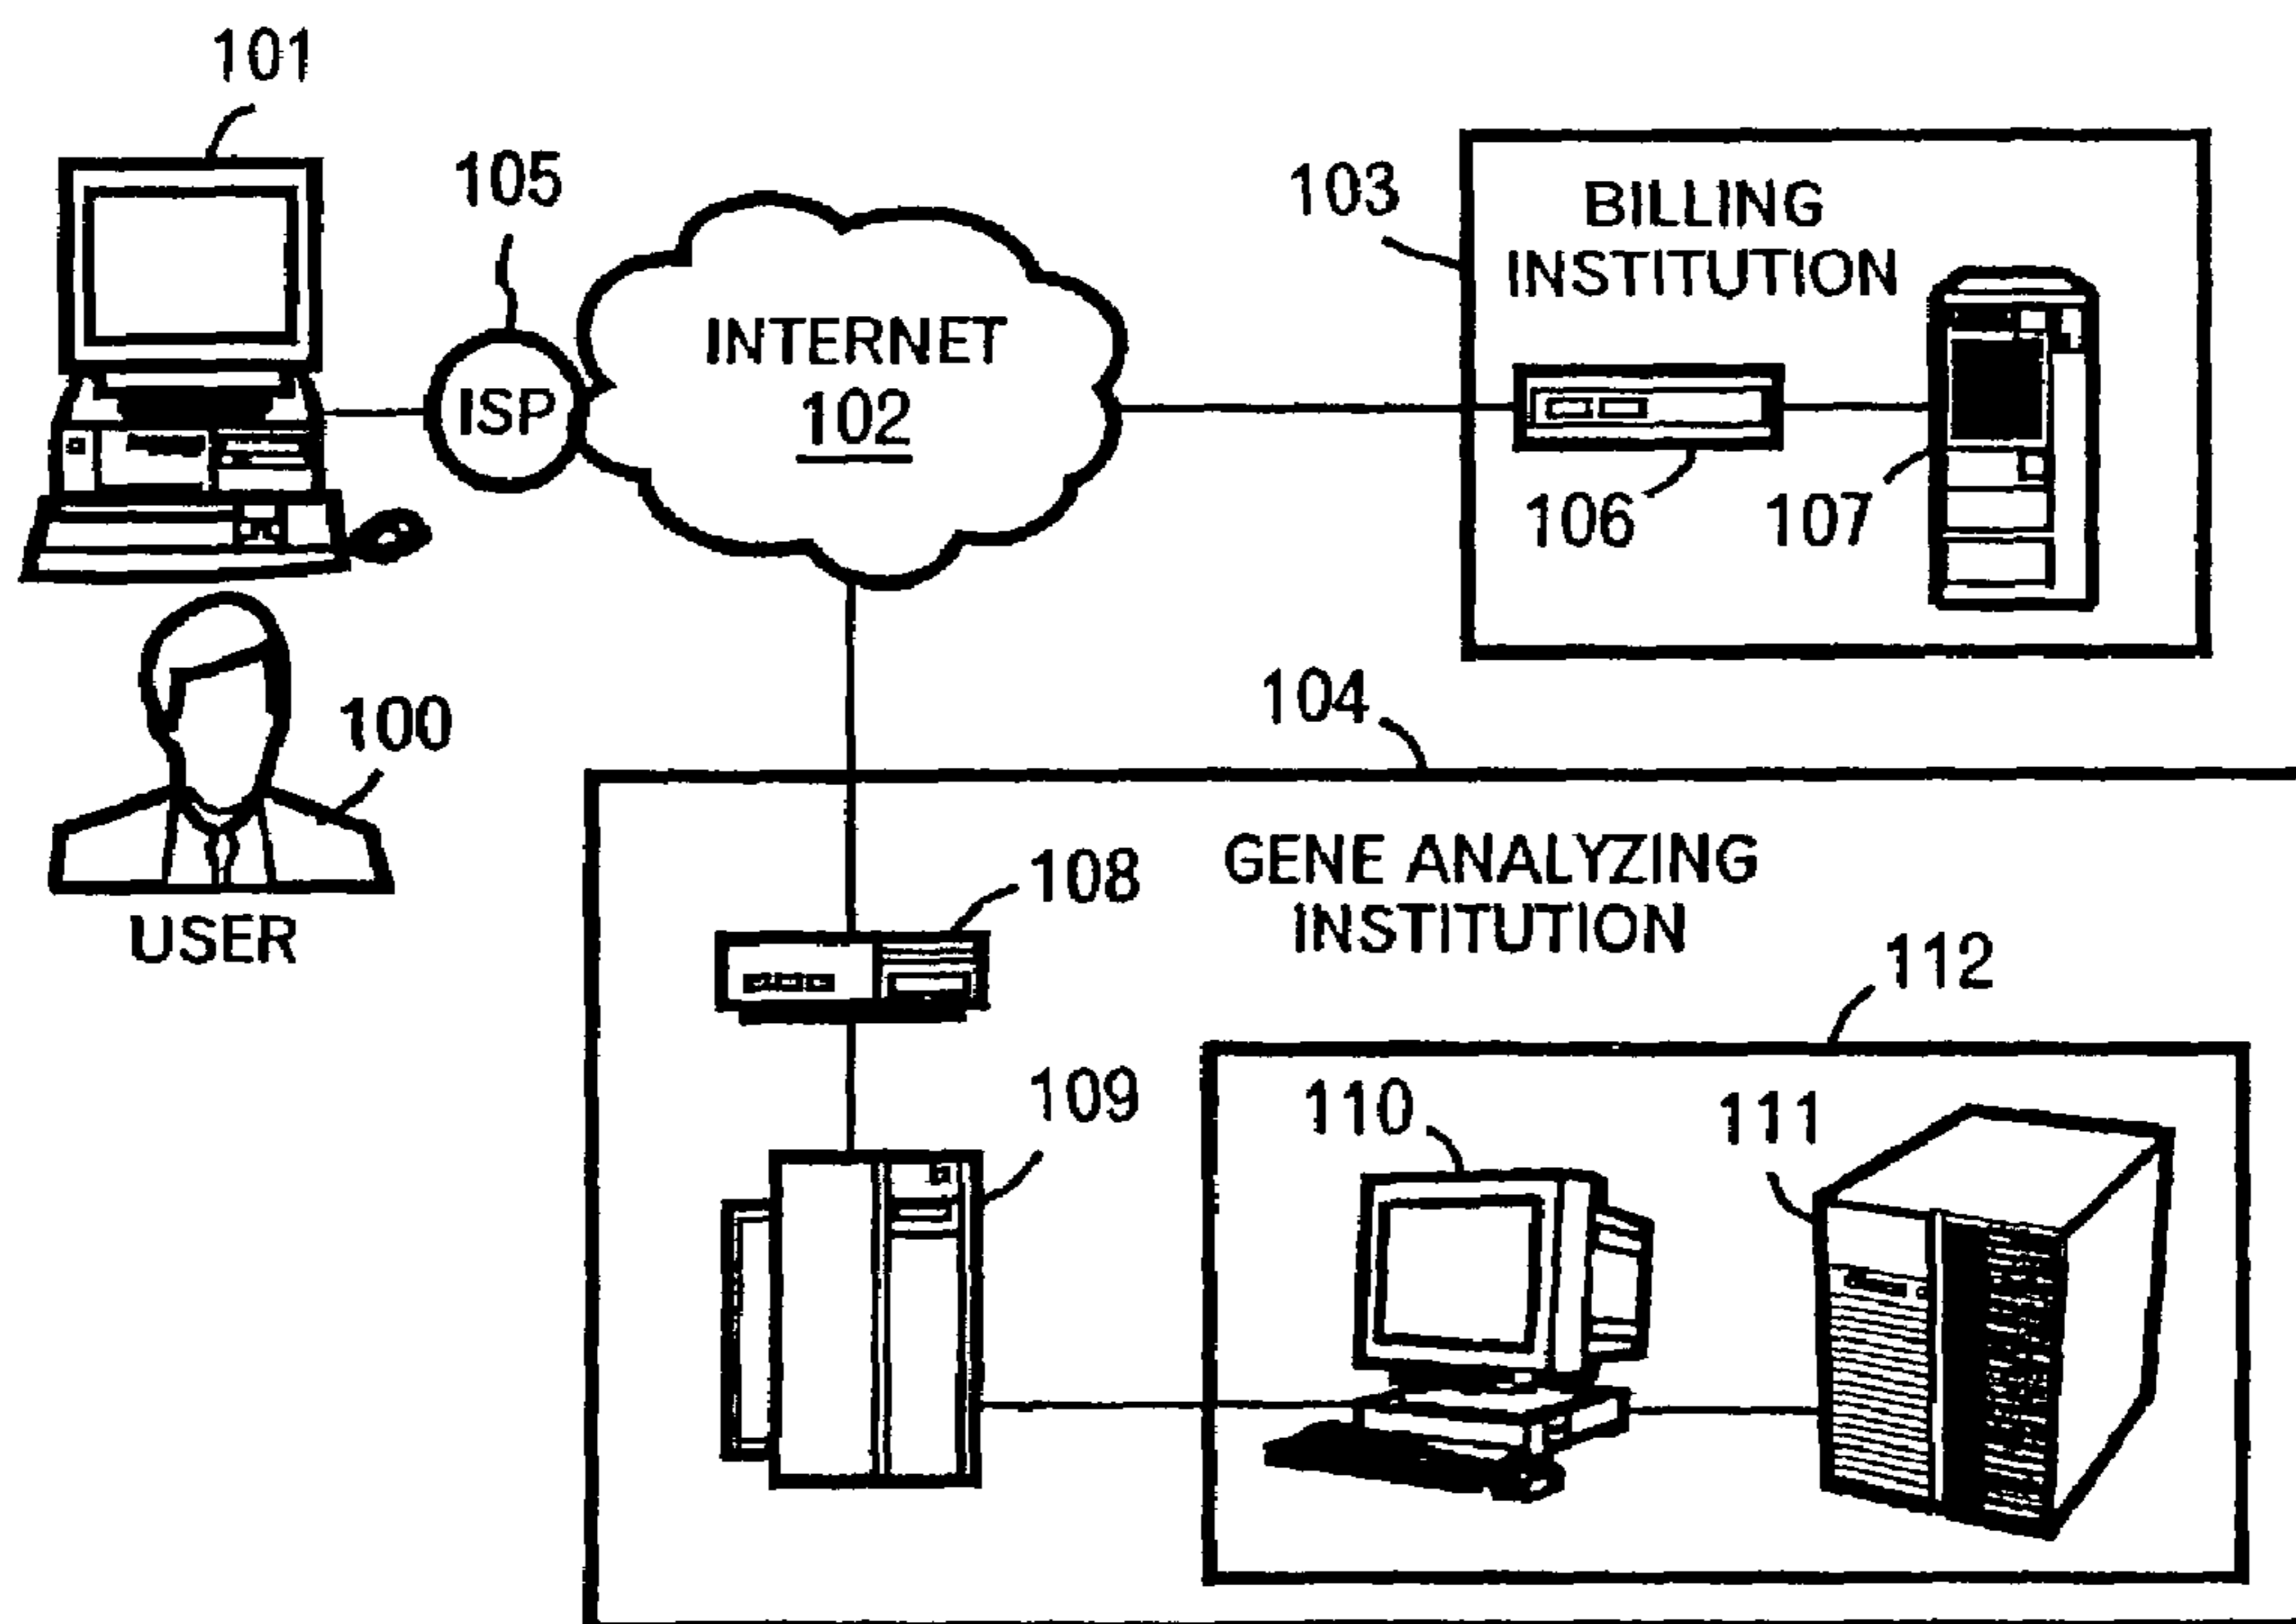 101
105
103
BILLING
INSTITUTION
INTERNET
102
ISP
106
107
104
100
USER
GENE ANALYZING
INSTITUTION
108
112
109
110
111